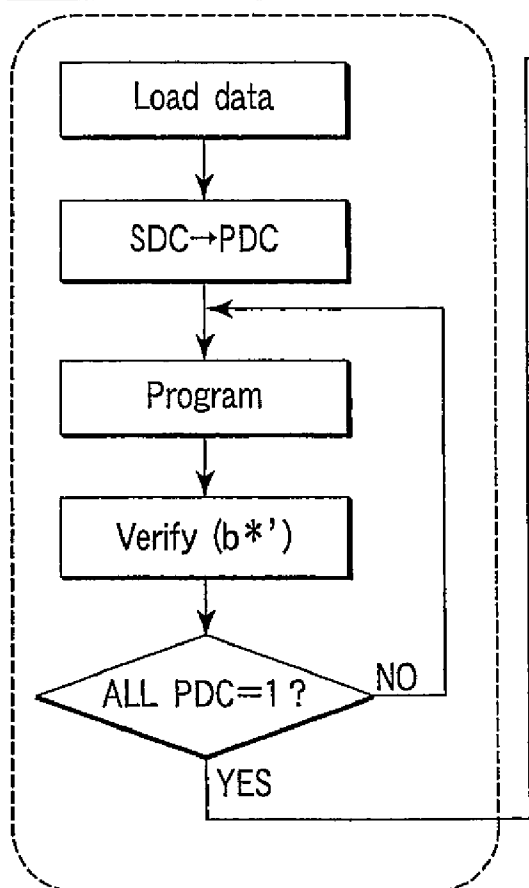 Load data
SDC→PDC
Program
Verify (b*')
ALL PDC=1?
NO
YES